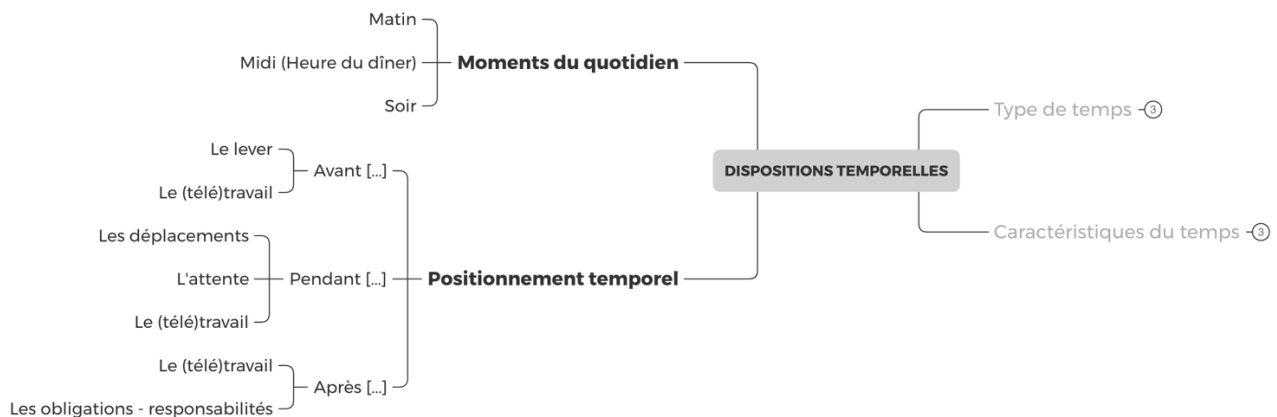 Matin
Midi (Heure du dîner)
Soir
Moments du quotidien
Le lever
Le (télé)travail
Avant [...]
Les déplacements
L'attente
Le (télé)travail
Pendant [...]
Le (télé)travail
Les obligations - responsabilités
Après [...]
Positionnement temporel
DISPOSITIONS TEMPORELLES
Type de temps 3
Caractéristiques du temps 3